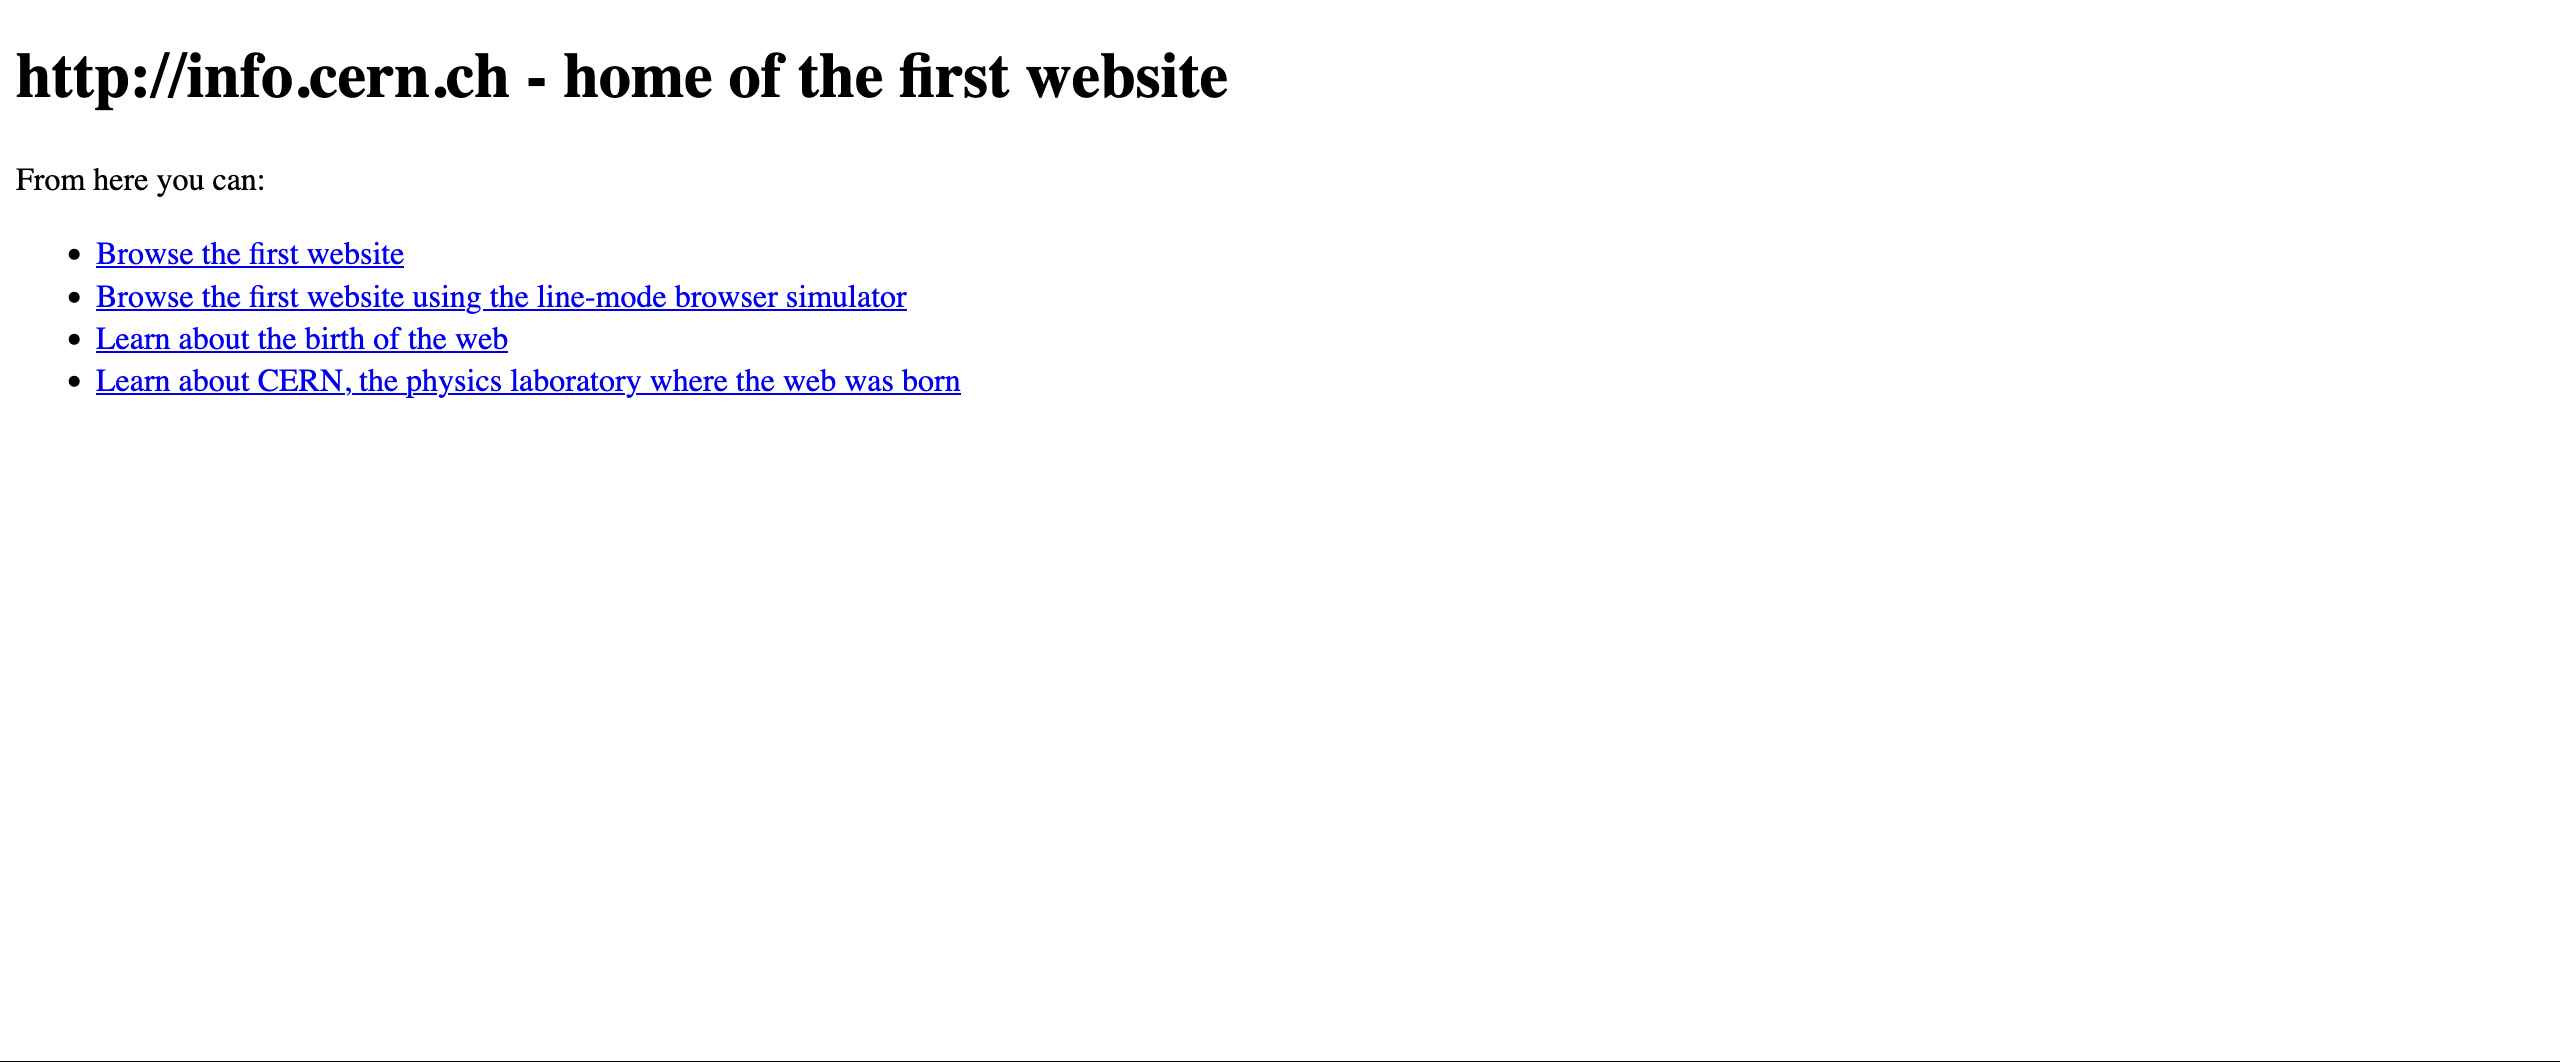 http://info.cern.ch - home of the first website
From here you can:
Browse the first website
Browse the first website using the line-mode browser simulator
Learn about the birth of the web
Learn about CERN, the physics laboratory where the web was born